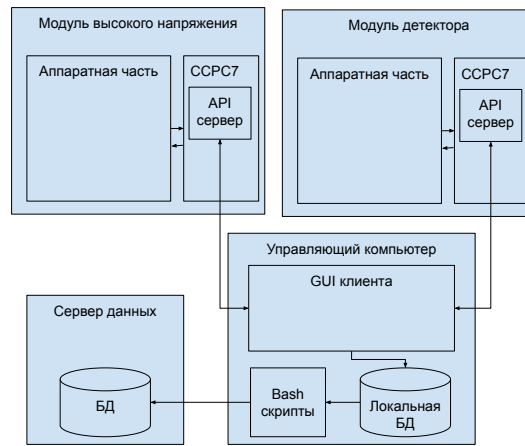 Модуль высокого напряжения
Аппаратная часть
CCPC7
API
сервер
Модуль детектора
Аппаратная часть
CCPC7
API
сервер
Управляющий компьютер
GUI клиента
Сервер данных
БД
Bash
скрипты
Локальная
БД